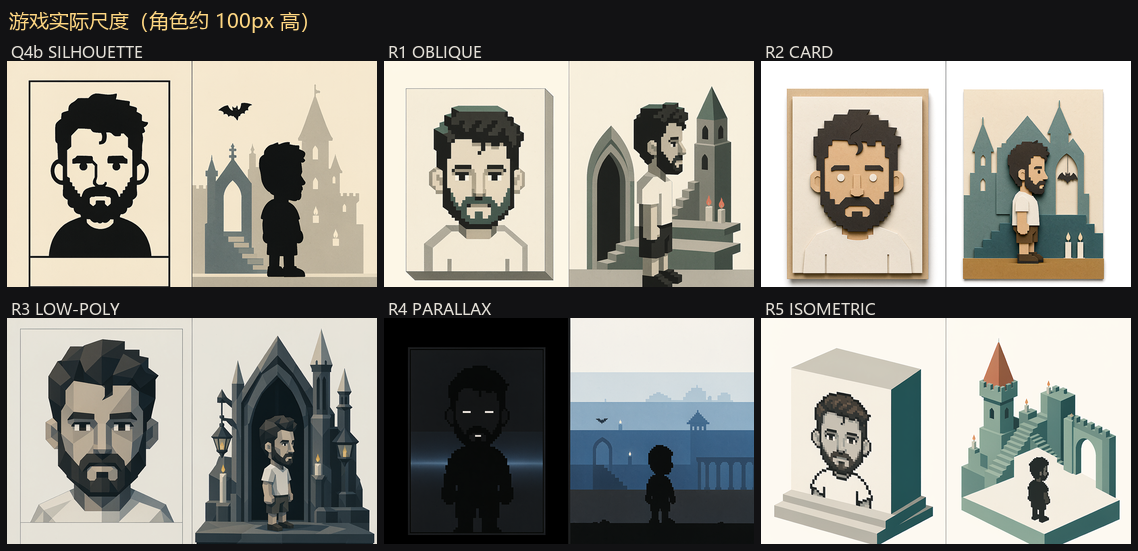 游戏实际尺度（角色约 100px 高）
Q4b SILHOUETTE
R1 OBLIQUE
R2 CARD
R3 LOW-POLY
R4 PARALLAX
R5 ISOMETRIC